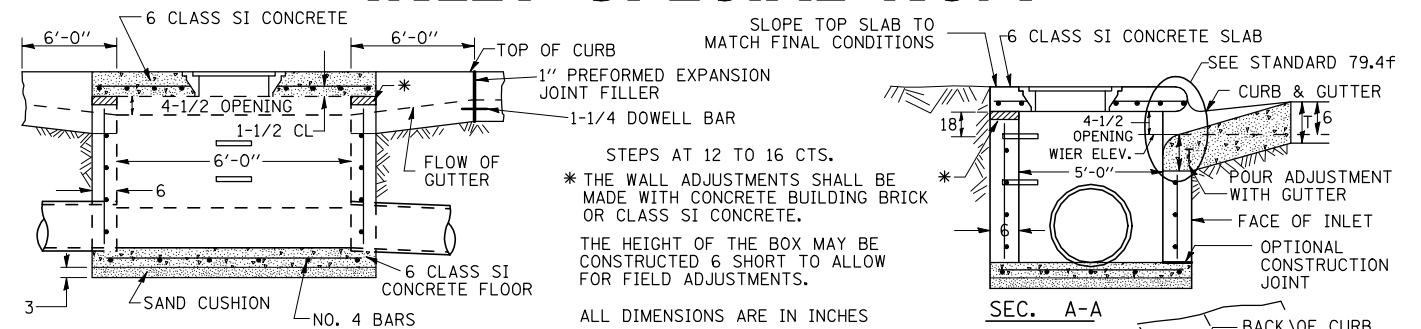 6 CLASS SI CONCRETE
6'-0"
6'-0"
TOP OF CURB
1" PREFORMED EXPANSION
JOINT FILLER
1-1/4 DOWELL BAR
4-1/2 OPENING
1-1/2 CL
*
6'-0"
6
FLOW OF
GUTTER
6 CLASS SI
CONCRETE FLOOR
3
SAND CUSHION
NO. 4 BARS
STEPS AT 12 TO 16 CTS.
* THE WALL ADJUSTMENTS SHALL BE
MADE WITH CONCRETE BUILDING BRICK
OR CLASS SI CONCRETE.
THE HEIGHT OF THE BOX MAY BE
CONSTRUCTED 6 SHORT TO ALLOW
FOR FIELD ADJUSTMENTS.
ALL DIMENSIONS ARE IN INCHES
SLOPE TOP SLAB TO
MATCH FINAL CONDITIONS
6 CLASS SI CONCRETE SLAB
SEE STANDARD 79.4f
CURB & GUTTER
18
4-1/2
OPENING
WIER ELEV.
T
6
T
*
5'-0"
POUR ADJUSTMENT
WITH GUTTER
FACE OF INLET
6
OPTIONAL
CONSTRUCTION
JOINT
SEC. A-A
BACK OF CURB